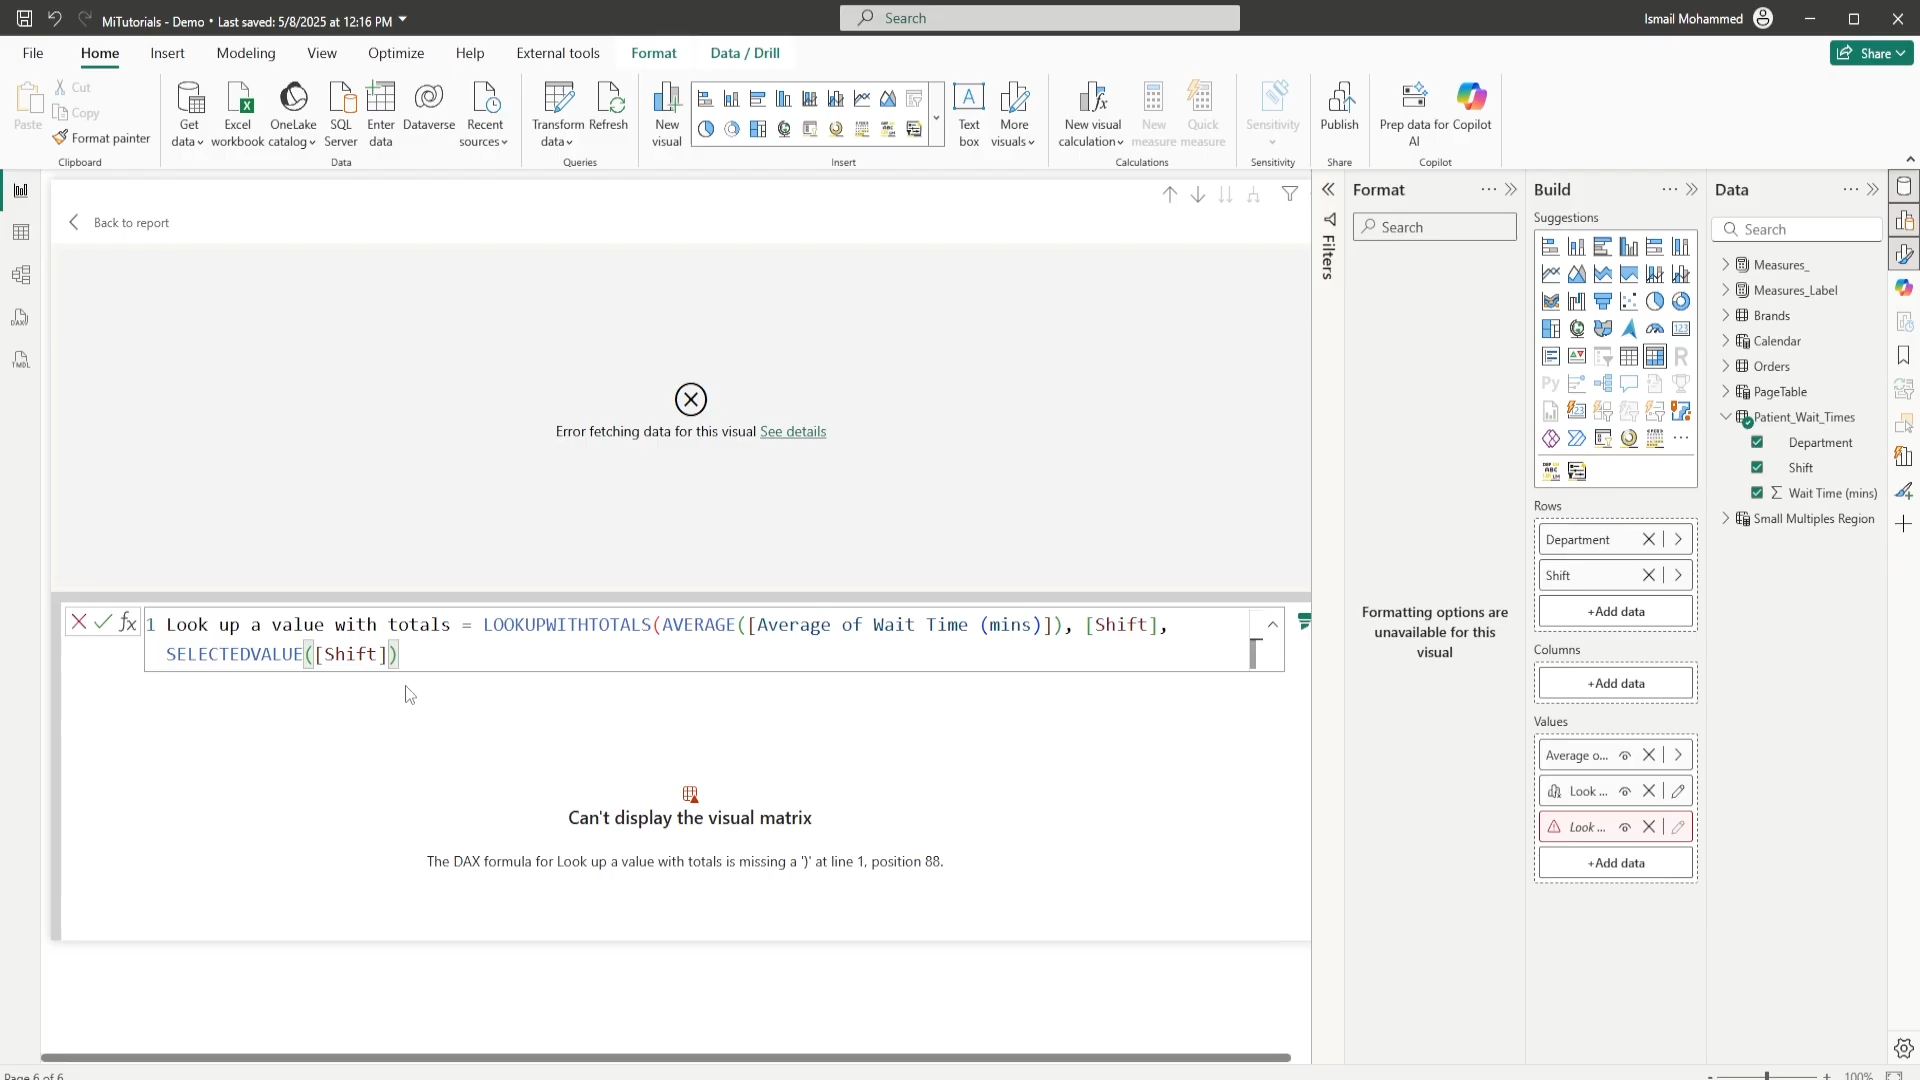 MiTutorials - Demo • Last saved: 5/8/2025 at 12:16 PM
Search
Ismail Mohammed
File
Home
Insert
Modeling
View
Optimize
Help
External tools
Format
Data / Drill
Share
Paste
Cut
Copy
Format painter
Clipboard
Get data
Excel workbook
OneLake catalog
SQL Server
Enter data
Dataverse
Recent sources
Data
Transform data
Refresh
Queries
New visual
Text box
More visuals
Insert
New visual calculation
New measure
Quick measure
Calculations
Sensitivity
Sensitivity
Publish
Share
Prep data for AI
Copilot
Copilot
DAX
TMDL
Back to report
Error fetching data for this visual See details
1 Look up a value with totals = LOOKUPWITHTOTALS(AVERAGE([Average of Wait Time (mins)]), [Shift],
SELECTEDVALUE([Shift])
Can't display the visual matrix
The DAX formula for Look up a value with totals is missing a ')' at line 1, position 88.
Filters
Format
Search
Formatting options are
unavailable for this
visual
Build
Suggestions
Rows
Department
Shift
+Add data
Columns
+Add data
Values
Average o...
Look ...
Look ...
+Add data
Data
Search
Measures_
Measures_Label
Brands
Calendar
Orders
PageTable
Patient_Wait_Times
Department
Shift
Wait Time (mins)
Small Multiples Region
Page 6 of 6
100%